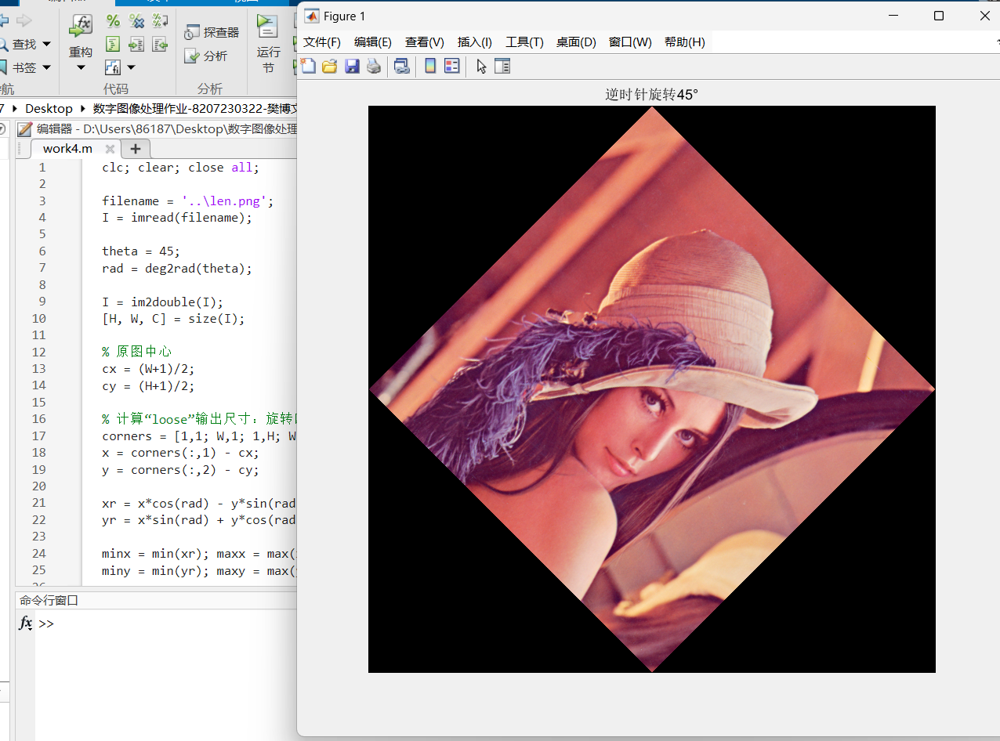 查找
书签
航
重构
代码
探查器
分析
分析
运行
节
Desktop
数字图像处理作业-8207230322-樊博文
编辑器 - D:\Users\86187\Desktop\数字图像处理
work4.m
1 clc; clear; close all;
2
3 filename = '..\len.png';
4 I = imread(filename);
5
6 theta = 45;
7 rad = deg2rad(theta);
8
9 I = im2double(I);
10 [H, W, C] = size(I);
11
12 % 原图中心
13 cx = (W+1)/2;
14 cy = (H+1)/2;
15
16 % 计算“loose”输出尺寸：旋转
17 corners = [1,1; W,1; 1,H; W
18 x = corners(:,1) - cx;
19 y = corners(:,2) - cy;
20
21 xr = x*cos(rad) - y*sin(rad
22 yr = x*sin(rad) + y*cos(rad
23
24 minx = min(xr); maxx = max(
25 miny = min(yr); maxy = max(
命令行窗口
fx >>
Figure 1
文件(F) 编辑(E) 查看(V) 插入(I) 工具(T) 桌面(D) 窗口(W) 帮助(H)
逆时针旋转45°